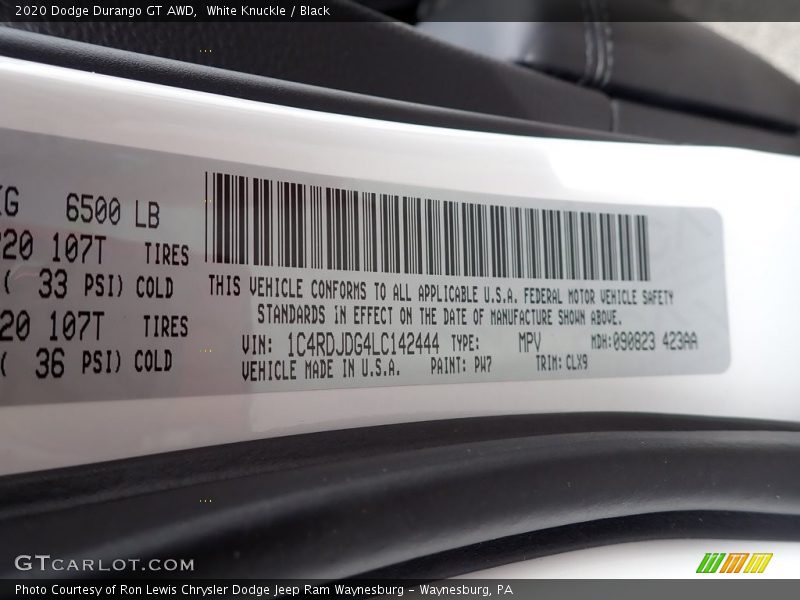 2020 Dodge Durango GT AWD,  White Knuckle / Black
6500 LB
20 107T TIRES
( 33 PSI) COLD
20 107T TIRES
( 36 PSI) COLD
THIS VEHICLE CONFORMS TO ALL APPLICABLE U.S.A. FEDERAL MOTOR VEHICLE SAFETY
STANDARDS IN EFFECT ON THE DATE OF MANUFACTURE SHOWN ABOVE.
VIN: 1C4RDJDG4LC142444 TYPE: MPV MDH:090823 423AA
VEHICLE MADE IN U.S.A. PAINT: PW7 TRIM: CLX9
GTCARLOT.COM
Photo Courtesy of Ron Lewis Chrysler Dodge Jeep Ram Waynesburg – Waynesburg, PA